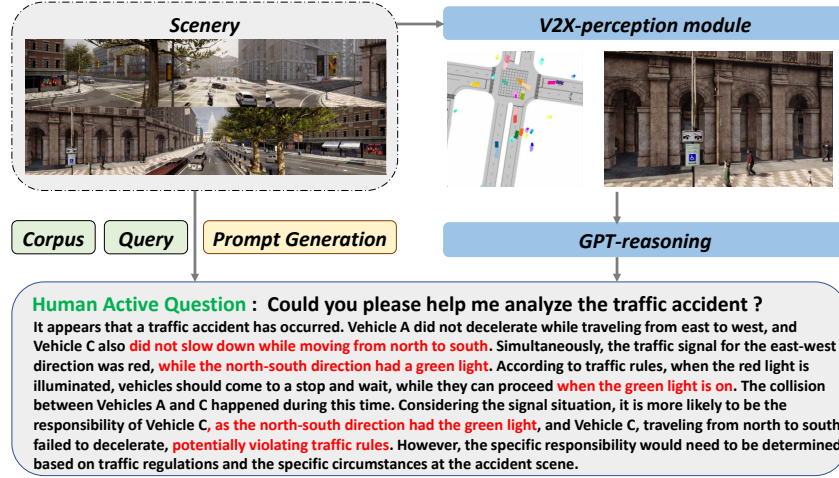 Scenery
V2X-perception module
Corpus
Query
Prompt Generation
GPT-reasoning
Human Active Question : Could you please help me analyze the traffic accident ?
It appears that a traffic accident has occurred. Vehicle A did not decelerate while traveling from east to west, and
Vehicle C also did not slow down while moving from north to south. Simultaneously, the traffic signal for the east-west
direction was red, while the north-south direction had a green light. According to traffic rules, when the red light is
illuminated, vehicles should come to a stop and wait, while they can proceed when the green light is on. The collision
between Vehicles A and C happened during this time. Considering the signal situation, it is more likely to be the
responsibility of Vehicle C, as the north-south direction had the green light, and Vehicle C, traveling from north to south
failed to decelerate, potentially violating traffic rules. However, the specific responsibility would need to be determined
based on traffic regulations and the specific circumstances at the accident scene.